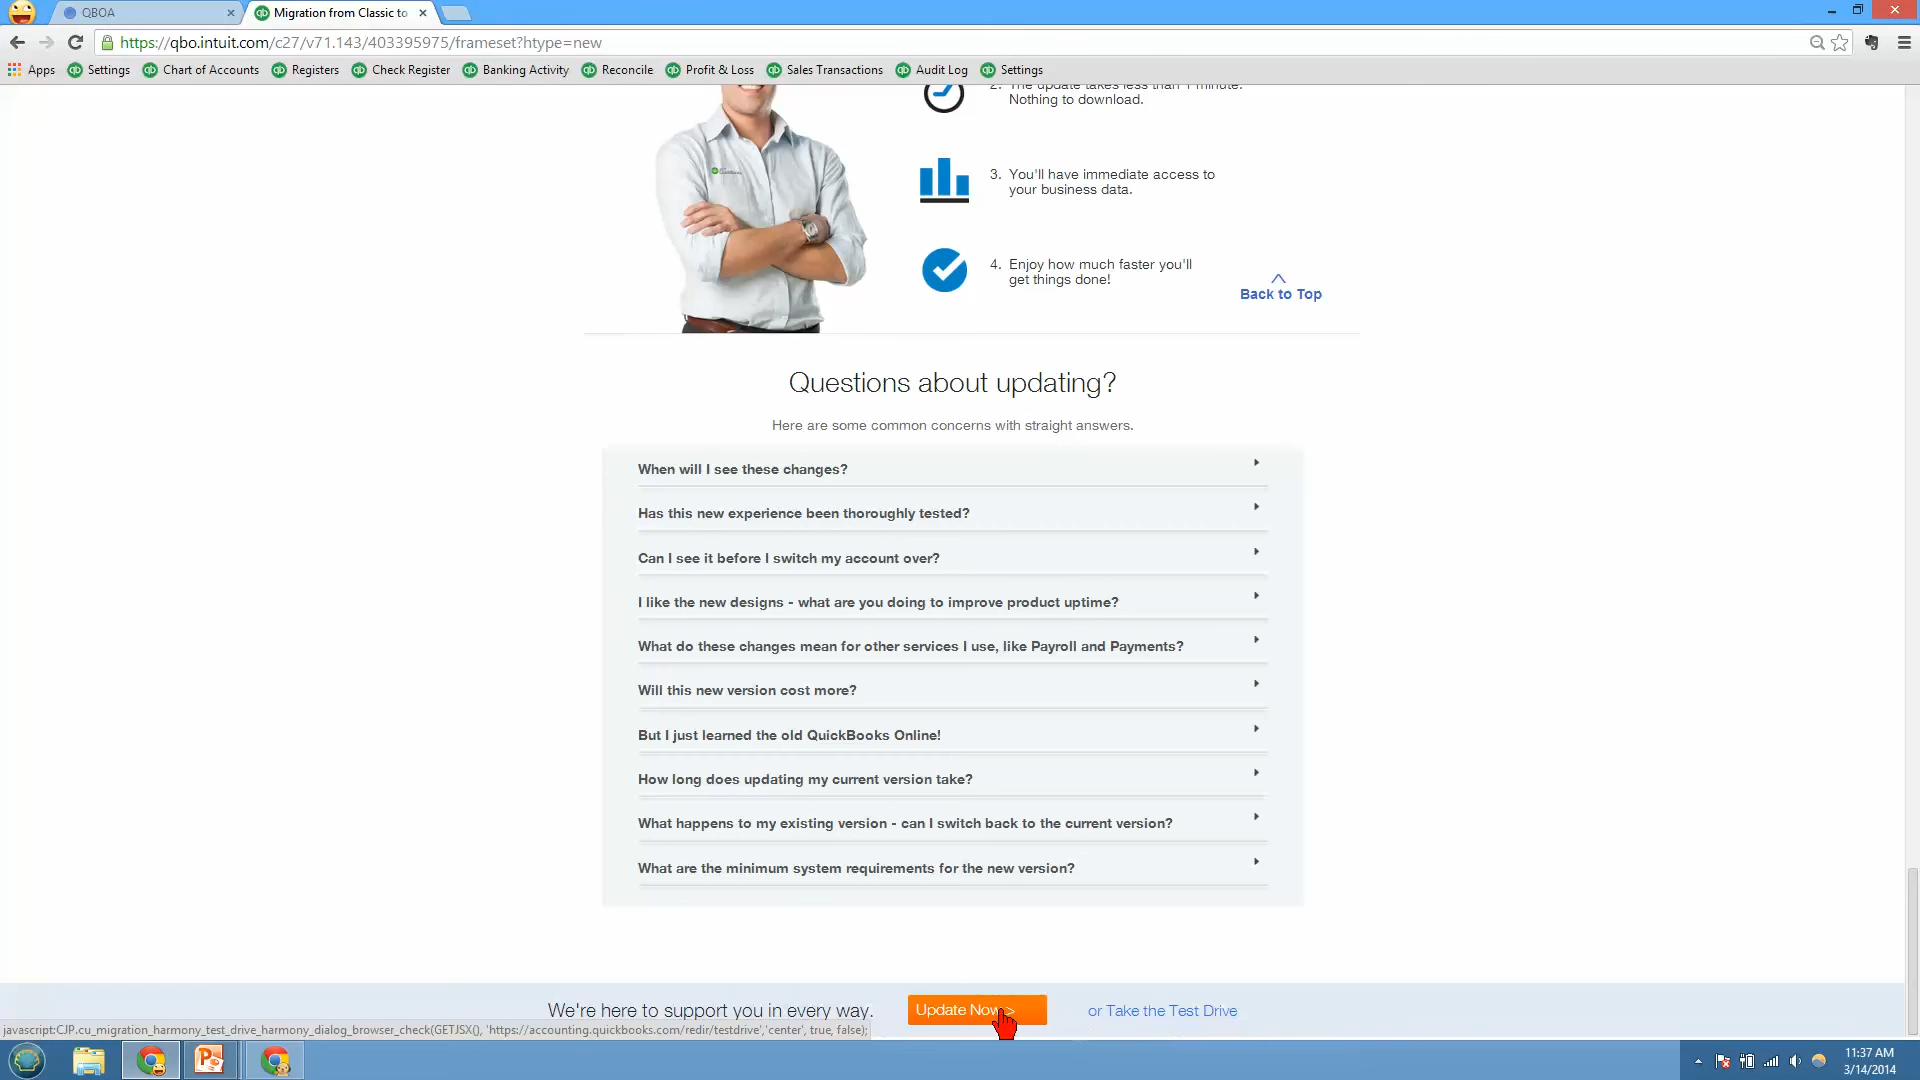 QBOA
Migration from Classic to
https://qbo.intuit.com/c27/v71.143/403395975/frameset?htype=new
Apps Settings Chart of Accounts Registers Check Register Banking Activity Reconcile Profit & Loss Sales Transactions Audit Log Settings
2. The update takes less than 1 minute.
Nothing to download.
3. You'll have immediate access to
your business data.
4. Enjoy how much faster you'll
get things done!
Back to Top
Questions about updating?
Here are some common concerns with straight answers.
When will I see these changes?
Has this new experience been thoroughly tested?
Can I see it before I switch my account over?
I like the new designs - what are you doing to improve product uptime?
What do these changes mean for other services I use, like Payroll and Payments?
Will this new version cost more?
But I just learned the old QuickBooks Online!
How long does updating my current version take?
What happens to my existing version - can I switch back to the current version?
What are the minimum system requirements for the new version?
We're here to support you in every way. Update Now > or Take the Test Drive
javascript:CJP.cu_migration_harmony_test_drive_harmony_dialog_browser_check(GETJSX(), 'https://accounting.quickbooks.com/redir/testdrive','center', true, false);
11:37 AM
3/14/2014